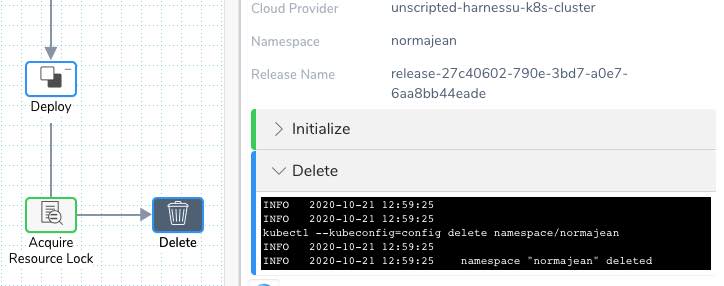 Deploy
Acquire
Resource Lock
Delete
Cloud Provider unscripted-harnessu-k8s-cluster
Namespace normajean
Release Name release-27c40602-790e-3bd7-a0e7-
6aa8bb44eade
Initialize
Delete
INFO 2020-10-21 12:59:25
INFO 2020-10-21 12:59:25
kubectl --kubeconfig=config delete namespace/normajean
INFO 2020-10-21 12:59:25
INFO 2020-10-21 12:59:25 namespace "normajean" deleted